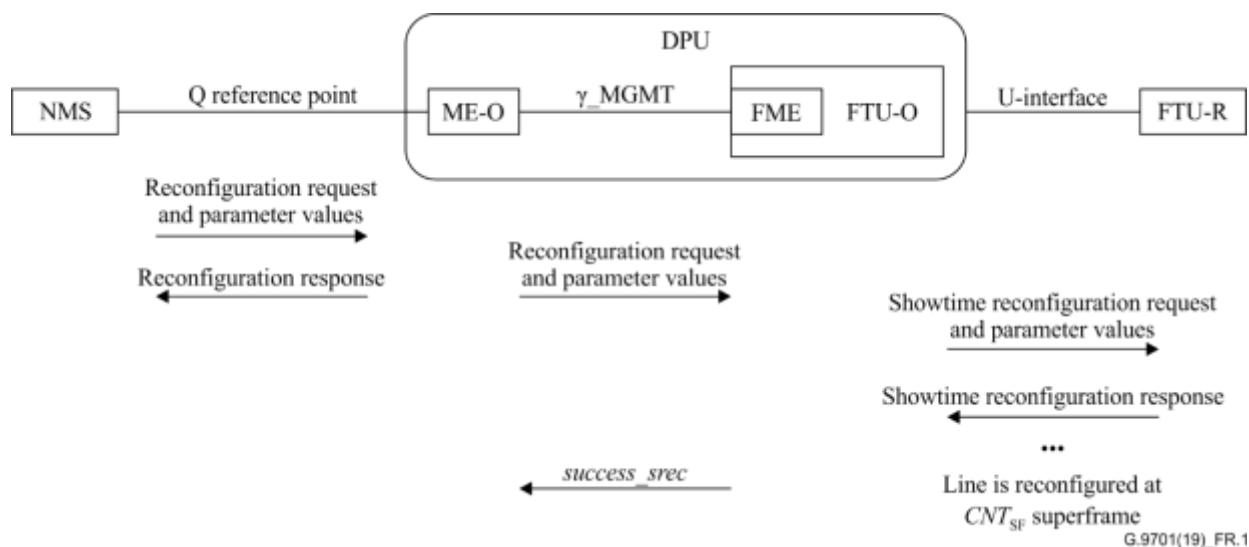 DPU
NMS
Q reference point
ME-O
γ_MGMT
FME
FTU-O
U-interface
FTU-R
Reconfiguration request
and parameter values
Reconfiguration response
Reconfiguration request
and parameter values
Showtime reconfiguration request
and parameter values
Showtime reconfiguration response
...
success_srec
Line is reconfigured at
CNT_SF superframe
G.9701(19)_FR.1